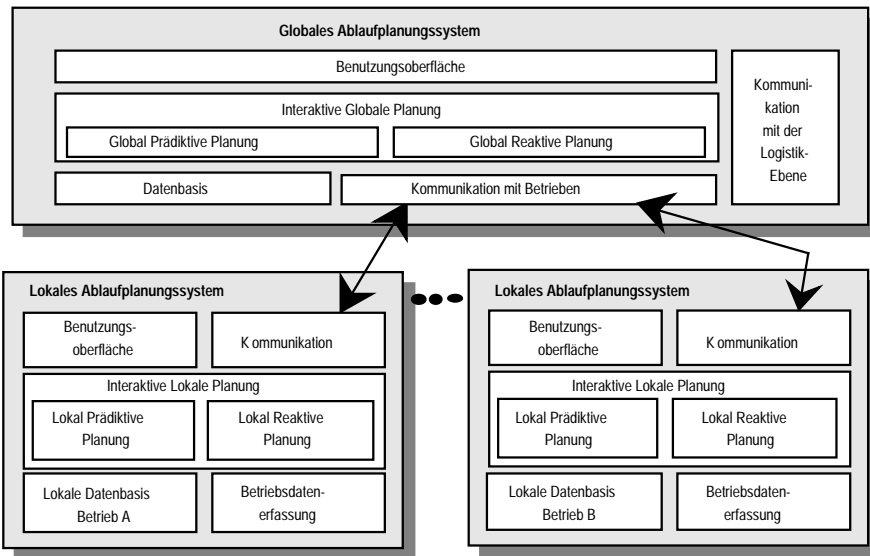 Globales Ablaufplanungssystem
Benutzungsoberfläche
Interaktive Globale Planung
Global Prädiktive Planung
Global Reaktive Planung
Datenbasis
Kommunikation mit Betrieben
Kommuni-
kation
mit der
Logistik-
Ebene
Lokales Ablaufplanungssystem
Benutzungs-
oberfläche
K ommunikation
Interaktive Lokale Planung
Lokal Prädiktive
Planung
Lokal Reaktive
Planung
Lokale Datenbasis
Betrieb A
Betriebsdaten-
erfassung
Lokales Ablaufplanungssystem
Benutzungs-
oberfläche
K ommunikation
Interaktive Lokale Planung
Lokal Prädiktive
Planung
Lokal Reaktive
Planung
Lokale Datenbasis
Betrieb B
Betriebsdaten-
erfassung